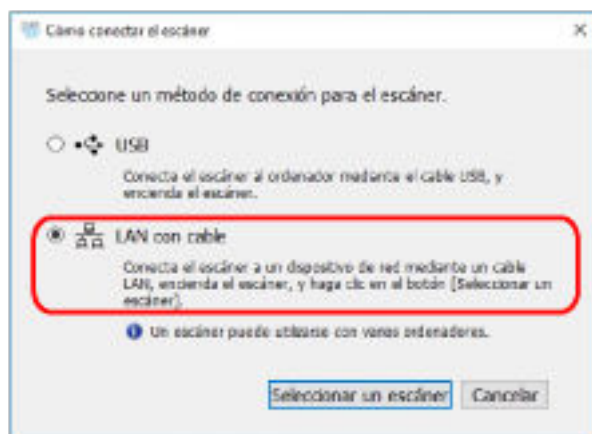 Cómo conectar el escáner
Seleccione un método de conexión para el escáner.
USB
Conecta el escáner al ordenador mediante el cable USB, y
encienda el escáner.
LAN con cable
Conecta el escáner a un dispositivo de red mediante un cable
LAN, encienda el escáner, y haga clic en el botón [Seleccionar un
escáner].
Un escáner puede utilizarse con varios ordenadores.
Seleccionar un escáner Cancelar